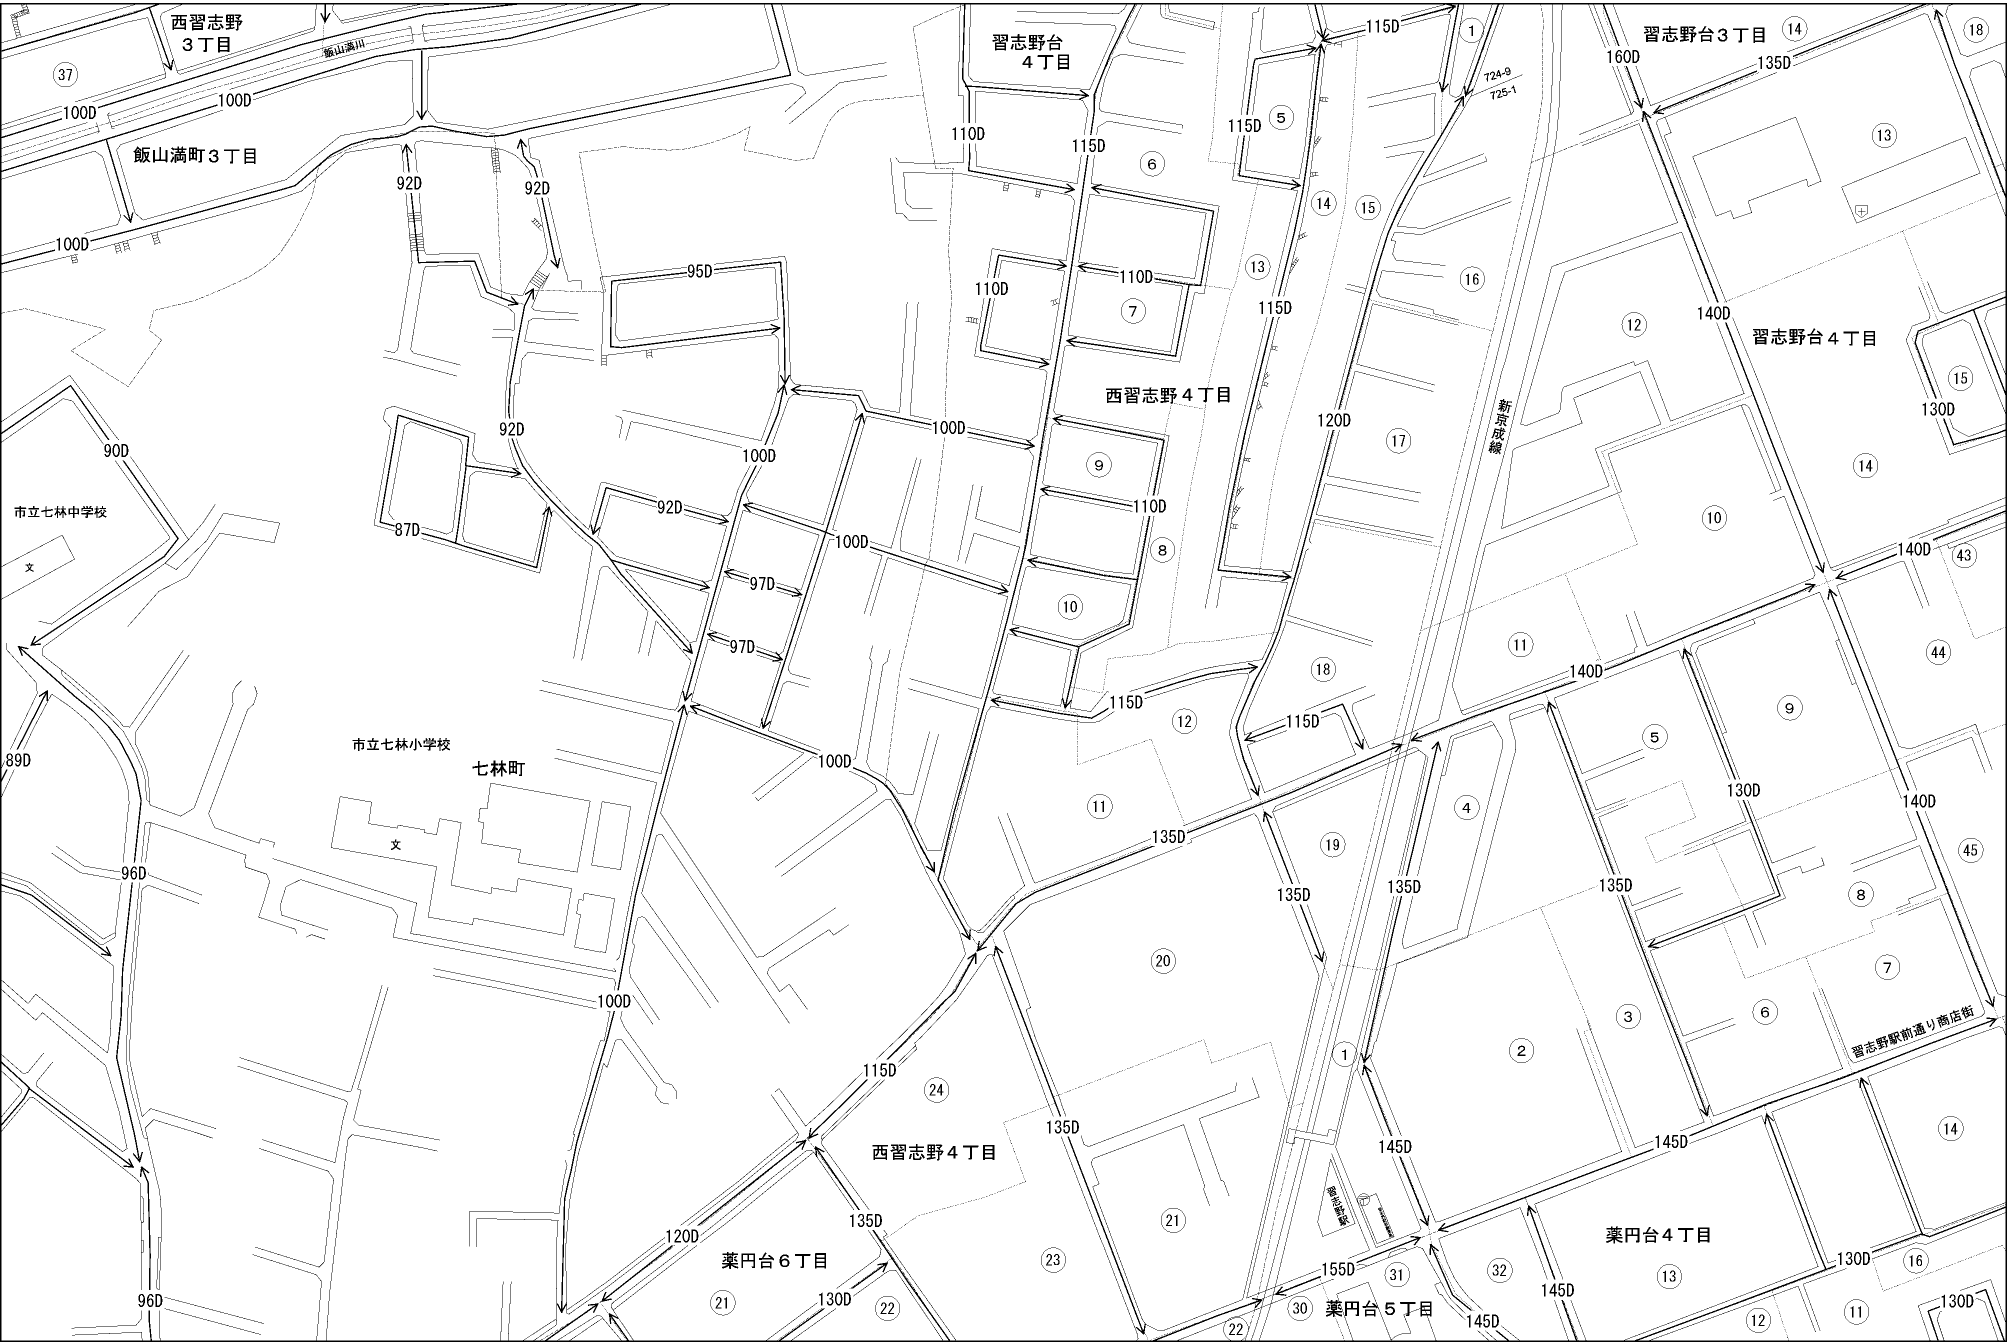 西習志野
３丁目
飯山満川
37
100D
100D
飯山満町３丁目
100D
習志野台
４丁目
115D
1
724-9
725-1
習志野台３丁目
14
18
160D
135D
5
115D
110D
115D
6
13
92D
92D
14
15
95D
110D
110D
13
16
7
115D
140D
12
習志野台４丁目
15
130D
西習志野４丁目
120D
新京成線
17
90D
92D
100D
100D
9
14
市立七林中学校
文
87D
92D
110D
10
100D
8
140D
43
97D
10
97D
11
44
18
140D
115D
12
115D
9
5
市立七林小学校
七林町
89D
100D
130D
140D
11
4
135D
19
文
45
96D
135D
135D
135D
8
20
7
100D
3
6
習志野駅前通り商店街
1
2
115D
24
135D
西習志野４丁目
145D
145D
14
習志野駅
135D
21
120D
薬円台６丁目
23
薬円台４丁目
155D
31
32
13
130D
16
96D
21
130D
22
30
薬円台５丁目
145D
145D
22
12
11
130D